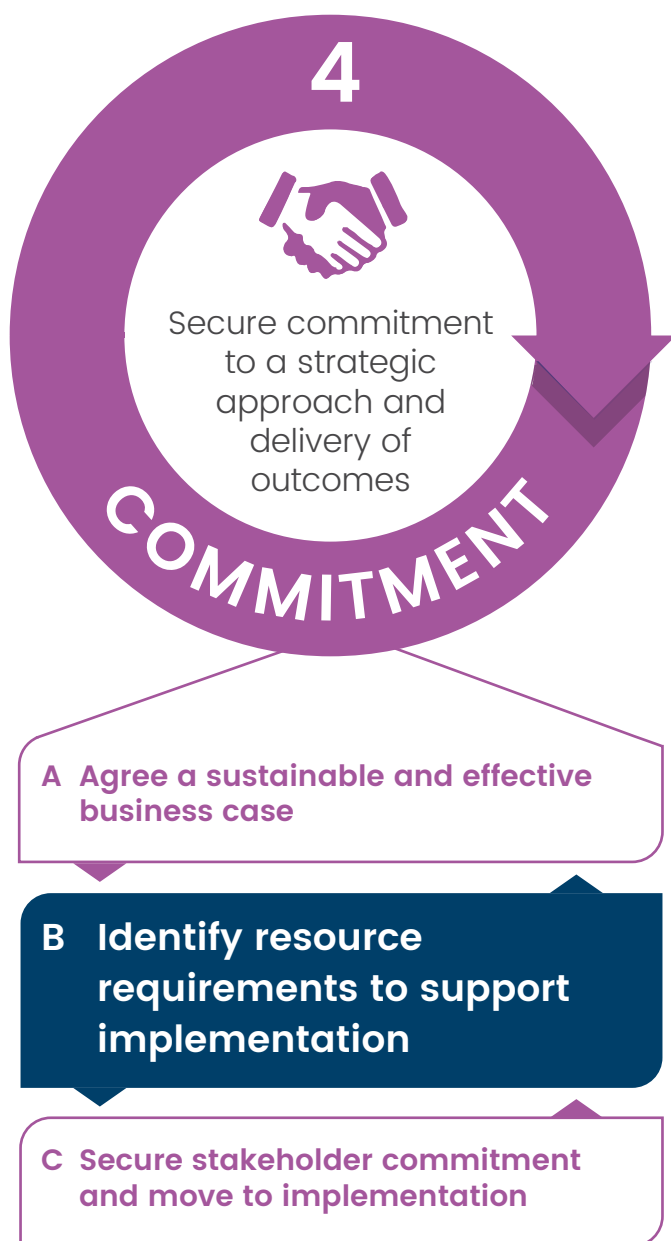 4
Secure commitment
to a strategic
approach and
delivery of
outcomes
COMMITMENT
A Agree a sustainable and effective
business case
B Identify resource
requirements to support
implementation
C Secure stakeholder commitment
and move to implementation